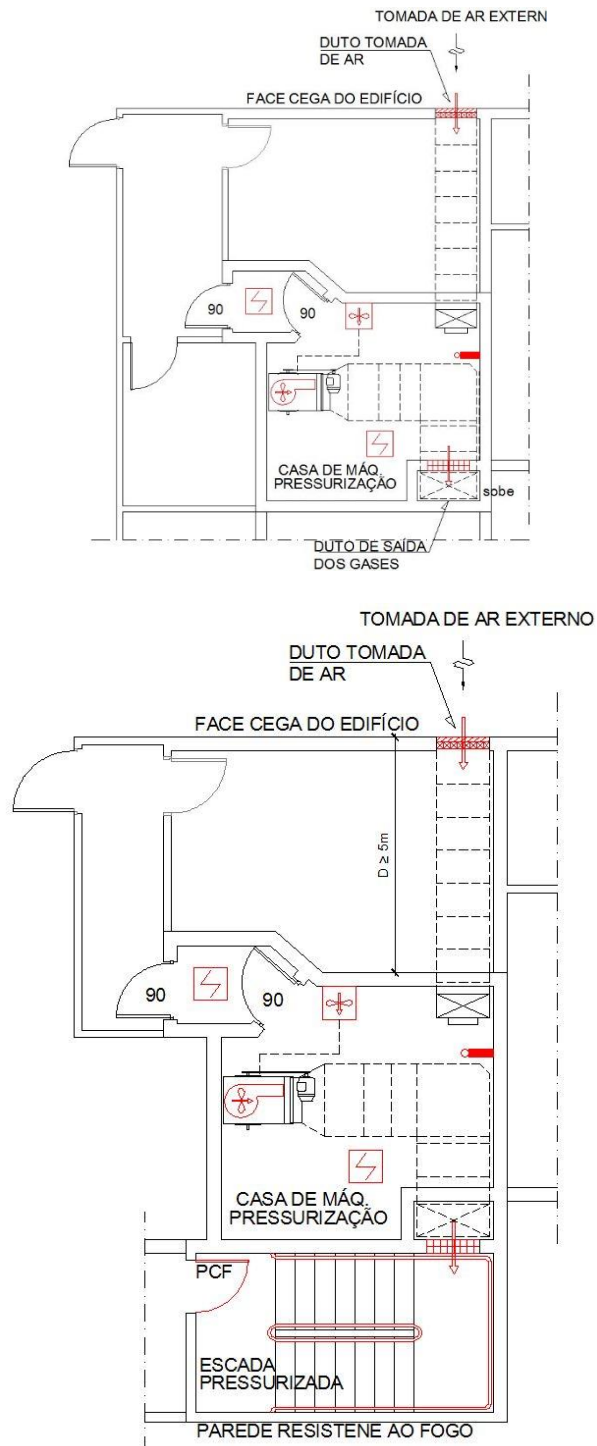 TOMADA DE AR EXTERN
DUTO TOMADA
DE AR
FACE CEGA DO EDIFÍCIO
90
90
CASA DE MÁQ.
PRESSURIZAÇÃO
sobe
DUTO DE SAÍDA
DOS GASES
TOMADA DE AR EXTERNO
DUTO TOMADA
DE AR
FACE CEGA DO EDIFÍCIO
D ≥ 5m
90
90
CASA DE MÁQ.
PRESSURIZAÇÃO
PCF
ESCADA
PRESSURIZADA
PAREDE RESISTENE AO FOGO